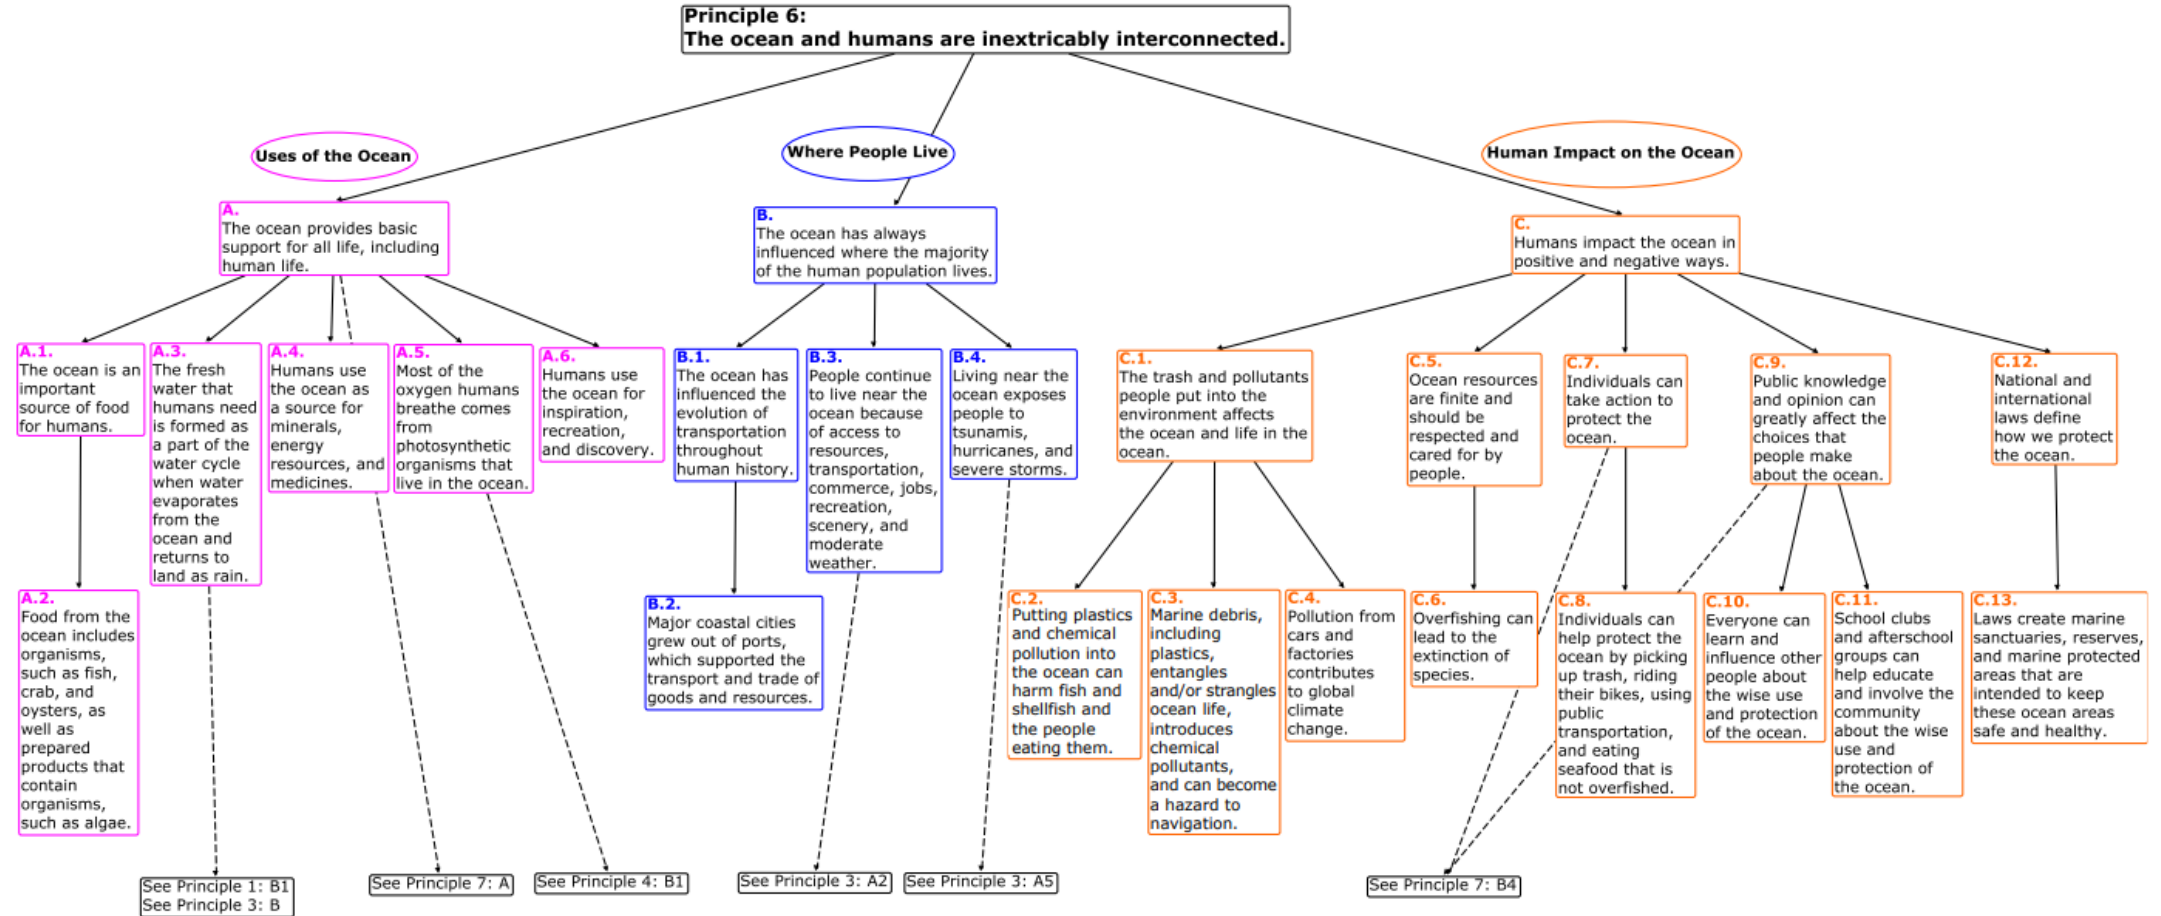 Principle 6:
The ocean and humans are inextricably interconnected.
Uses of the Ocean
Where People Live
Human Impact on the Ocean
A.
The ocean provides basic
support for all life, including
human life.
B.
The ocean has always
influenced where the majority
of the human population lives.
C.
Humans impact the ocean in
positive and negative ways.
A.1.
The ocean is an
important
source of food
for humans.
A.3.
The fresh
water that
humans need
is formed as
a part of the
water cycle
when water
evaporates
from the
ocean and
returns to
land as rain.
A.4.
Humans use
the ocean as
a source for
minerals,
energy
resources, and
medicines.
A.5.
Most of the
oxygen humans
breathe comes
from
photosynthetic
organisms that
live in the ocean.
A.6.
Humans use
the ocean for
inspiration,
recreation,
and discovery.
B.1.
The ocean has
influenced the
evolution of
transportation
throughout
human history.
B.3.
People continue
to live near the
ocean because
of access to
resources,
transportation,
commerce, jobs,
recreation,
scenery, and
moderate
weather.
B.4.
Living near the
ocean exposes
people to
tsunamis,
hurricanes, and
severe storms.
C.1.
The trash and pollutants
people put into the
environment affects
the ocean and life in the
ocean.
C.5.
Ocean resources
are finite and
should be
respected and
cared for by
people.
C.7.
Individuals can
take action to
protect the
ocean.
C.9.
Public knowledge
and opinion can
greatly affect the
choices that
people make
about the ocean.
C.12.
National and
international
laws define
how we protect
the ocean.
A.2.
Food from the
ocean includes
organisms,
such as fish,
crab, and
oysters, as
well as
prepared
products that
contain
organisms,
such as algae.
B.2.
Major coastal cities
grew out of ports,
which supported the
transport and trade of
goods and resources.
C.2.
Putting plastics
and chemical
pollution into
the ocean can
harm fish and
shellfish and
the people
eating them.
C.3.
Marine debris,
including
plastics,
entangles
and/or strangles
ocean life,
introduces
chemical
pollutants,
and can become
a hazard to
navigation.
C.4.
Pollution from
cars and
factories
contributes
to global
climate
change.
C.6.
Overfishing can
lead to the
extinction of
species.
C.8.
Individuals can
help protect the
ocean by picking
up trash, riding
their bikes, using
public
transportation,
and eating
seafood that is
not overfished.
C.10.
Everyone can
learn and
influence other
people about
the wise use
and protection
of the ocean.
C.11.
School clubs
and afterschool
groups can
help educate
and involve the
community
about the wise
use and
protection of
the ocean.
C.13.
Laws create marine
sanctuaries, reserves,
and marine protected
areas that are
intended to keep
these ocean areas
safe and healthy.
See Principle 1: B1
See Principle 3: B
See Principle 7: A
See Principle 4: B1
See Principle 3: A2
See Principle 3: A5
See Principle 7: B4